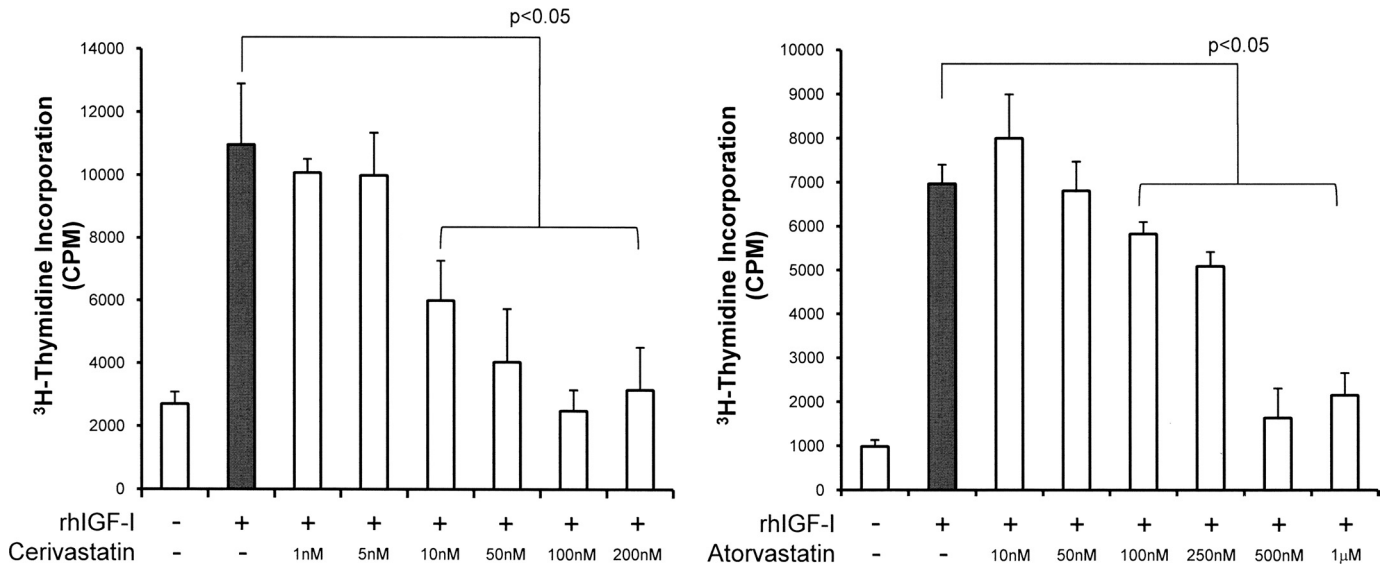 p<0.05
14000
12000
10000
8000
6000
4000
2000
0
³H-Thymidine Incorporation
(CPM)
rhIGF-I - + + + + + + +
Cerivastatin - - 1nM 5nM 10nM 50nM 100nM 200nM
p<0.05
10000
9000
8000
7000
6000
5000
4000
3000
2000
1000
0
³H-Thymidine Incorporation
(CPM)
rhIGF-I - + + + + + + +
Atorvastatin - - 10nM 50nM 100nM 250nM 500nM 1µM